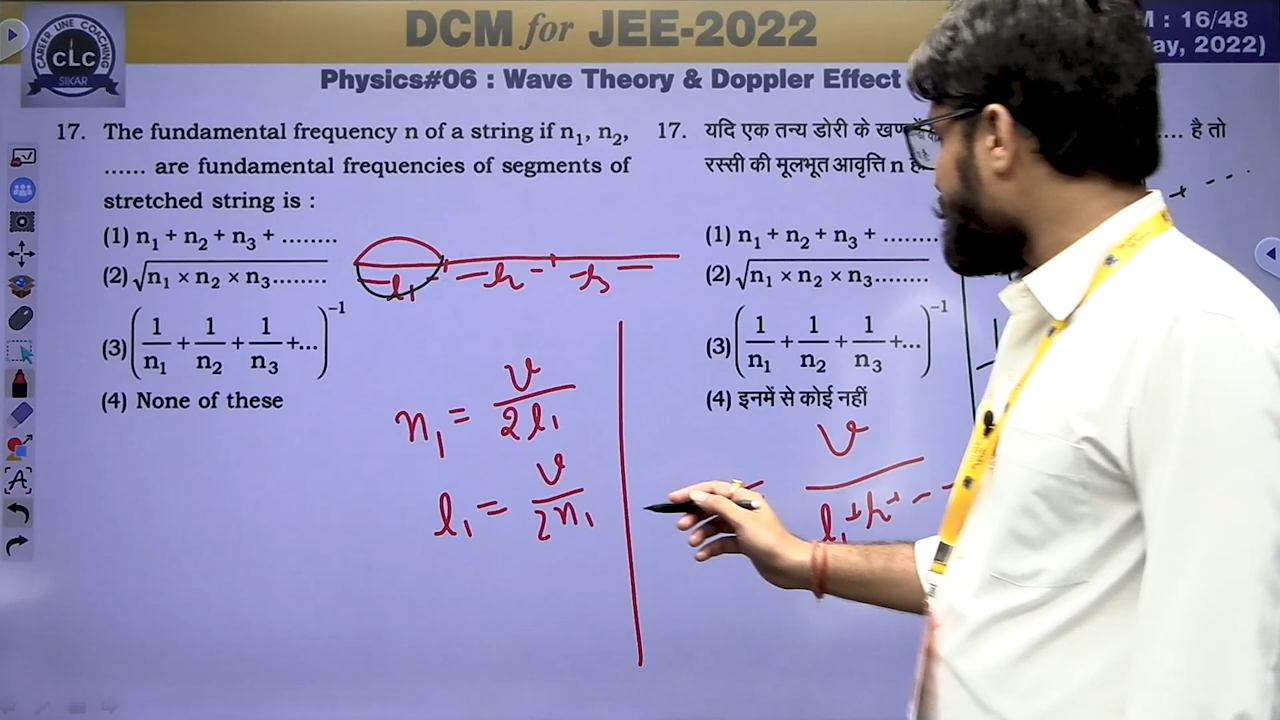 DCM for JEE-2022
M : 16/48
ay, 2022)
CAREER LINE COACHING
CLC
SIKAR
Physics#06 : Wave Theory & Doppler Effect
17. The fundamental frequency n of a string if n₁, n₂,
...... are fundamental frequencies of segments of
stretched string is :
(1) n₁ + n₂ + n₃ + ........
(2) √n₁ × n₂ × n₃........
(3) (1/n₁ + 1/n₂ + 1/n₃ +...)⁻¹
(4) None of these
l₁
n₁ = v/2l₁
l₁ = v/2n₁
17. यदि एक तन्य डोरी के खण्डों
.... है तो
रस्सी की मूलभूत आवृत्ति n
(1) n₁ + n₂ + n₃ + ........
(2) √n₁ × n₂ × n₃........
(3) (1/n₁ + 1/n₂ + 1/n₃ +...)⁻¹
(4) इनमें से कोई नहीं
= v/l₁+